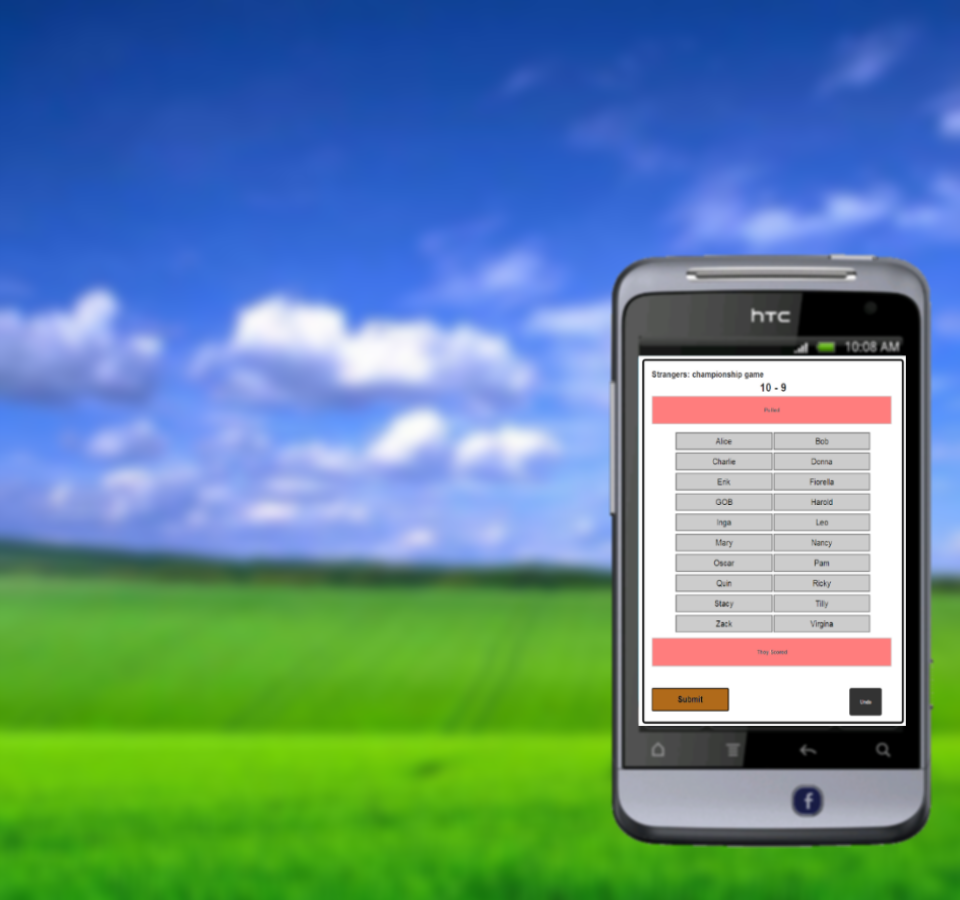 hTC
10:08 AM
Strangers: championship game
10 - 9
Pulled
Alice Bob
Charlie Donna
Erik Fiorella
GOB Harold
Inga Leo
Mary Nancy
Oscar Pam
Quin Ricky
Stacy Tilly
Zack Virgina
They Scored
Submit
Undo
f